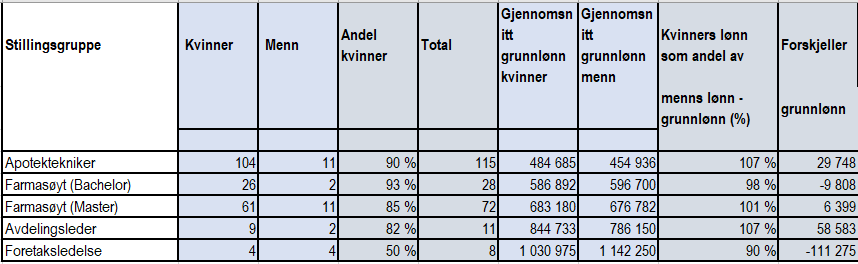 Stillingsgruppe Kvinner Menn Andel kvinner Total Gjennomsn itt grunnlønn kvinner Gjennomsn itt grunnlønn menn Kvinners lønn som andel av menns lønn - grunnlønn (%) Forskjeller grunnlønn
Apotektekniker 104 11 90 % 115 484 685 454 936 107 % 29 748
Farmasøyt (Bachelor) 26 2 93 % 28 586 892 596 700 98 % -9 808
Farmasøyt (Master) 61 11 85 % 72 683 180 676 782 101 % 6 399
Avdelingsleder 9 2 82 % 11 844 733 786 150 107 % 58 583
Foretaksledelse 4 4 50 % 8 1 030 975 1 142 250 90 % -111 275